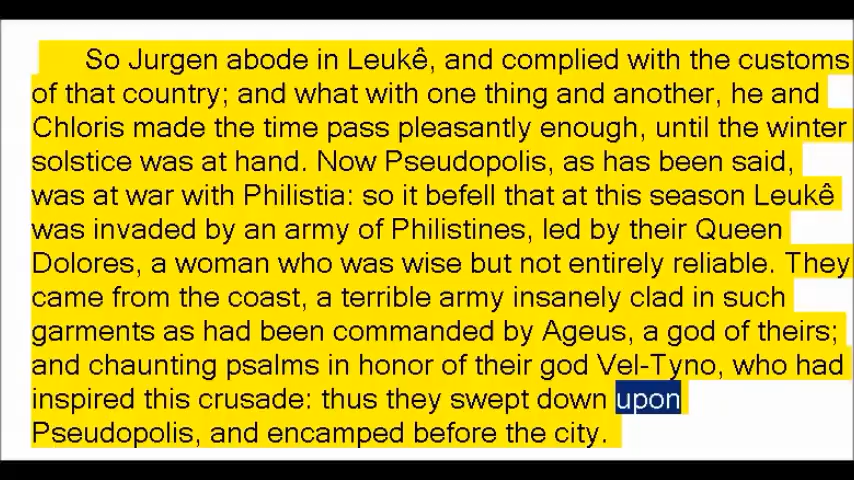 So Jurgen abode in Leukê, and complied with the customs
of that country; and what with one thing and another, he and
Chloris made the time pass pleasantly enough, until the winter
solstice was at hand. Now Pseudopolis, as has been said,
was at war with Philistia: so it befell that at this season Leukê
was invaded by an army of Philistines, led by their Queen
Dolores, a woman who was wise but not entirely reliable. They
came from the coast, a terrible army insanely clad in such
garments as had been commanded by Ageus, a god of theirs;
and chaunting psalms in honor of their god Vel-Tyno, who had
inspired this crusade: thus they swept down upon
Pseudopolis, and encamped before the city.